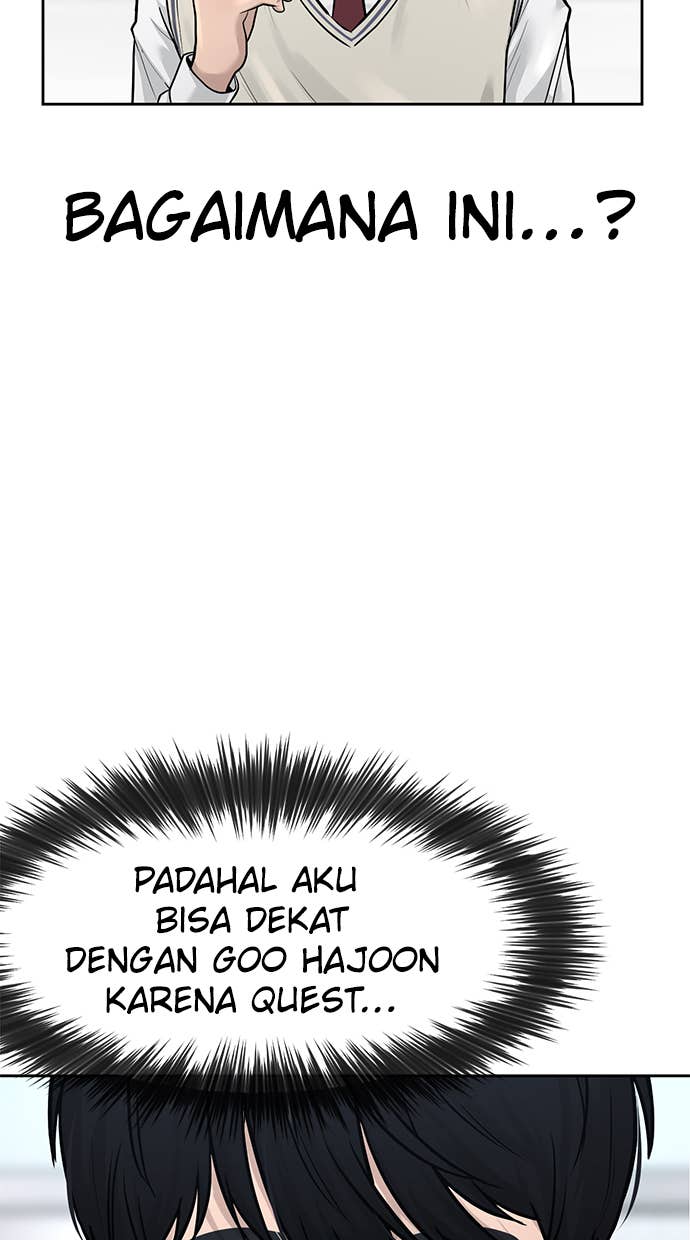 BAGAIMANA INI...?
PADAHAL AKU
BISA DEKAT
DENGAN GOO HAJOON
KARENA QUEST...